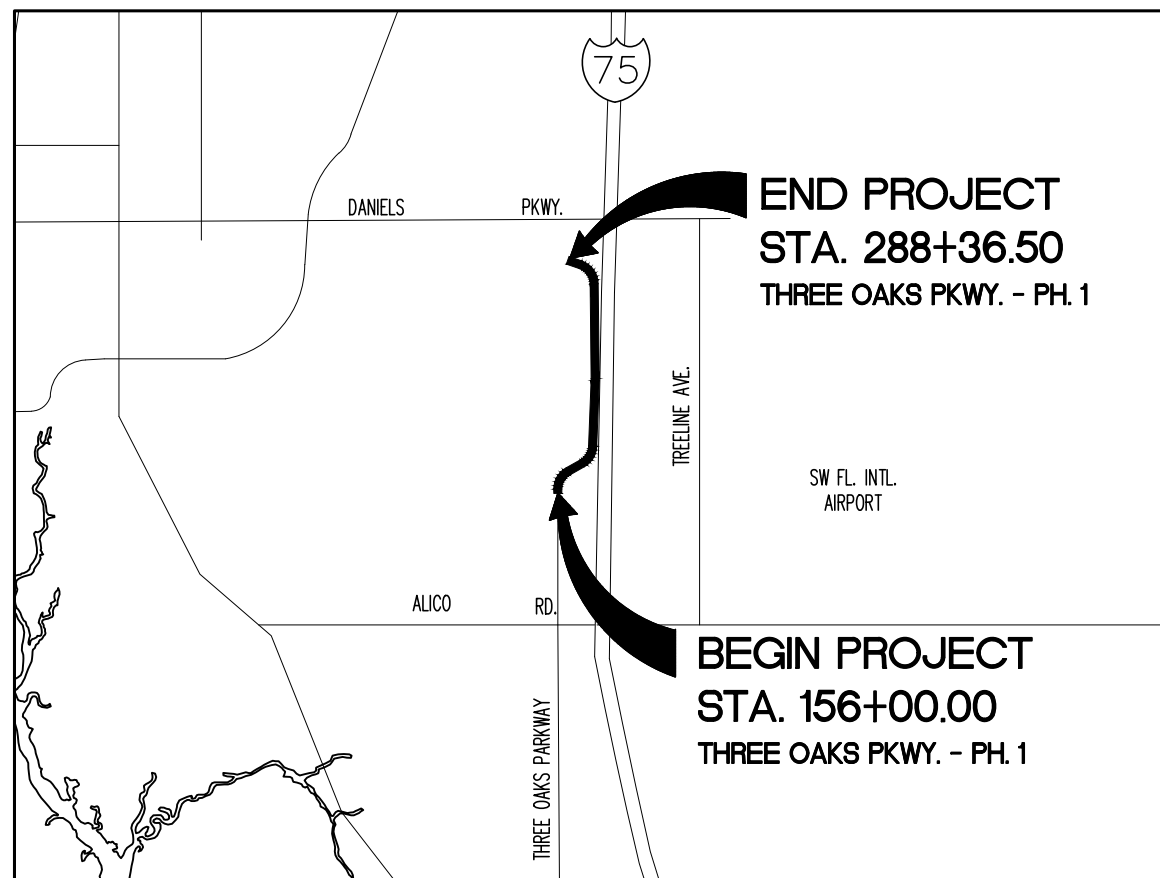 75
DANIELS PKWY.
END PROJECT
STA. 288+36.50
THREE OAKS PKWY. - PH. 1
TREELINE AVE.
SW FL. INTL.
AIRPORT
ALICO RD.
BEGIN PROJECT
STA. 156+00.00
THREE OAKS PKWY. - PH. 1
THREE OAKS PARKWAY